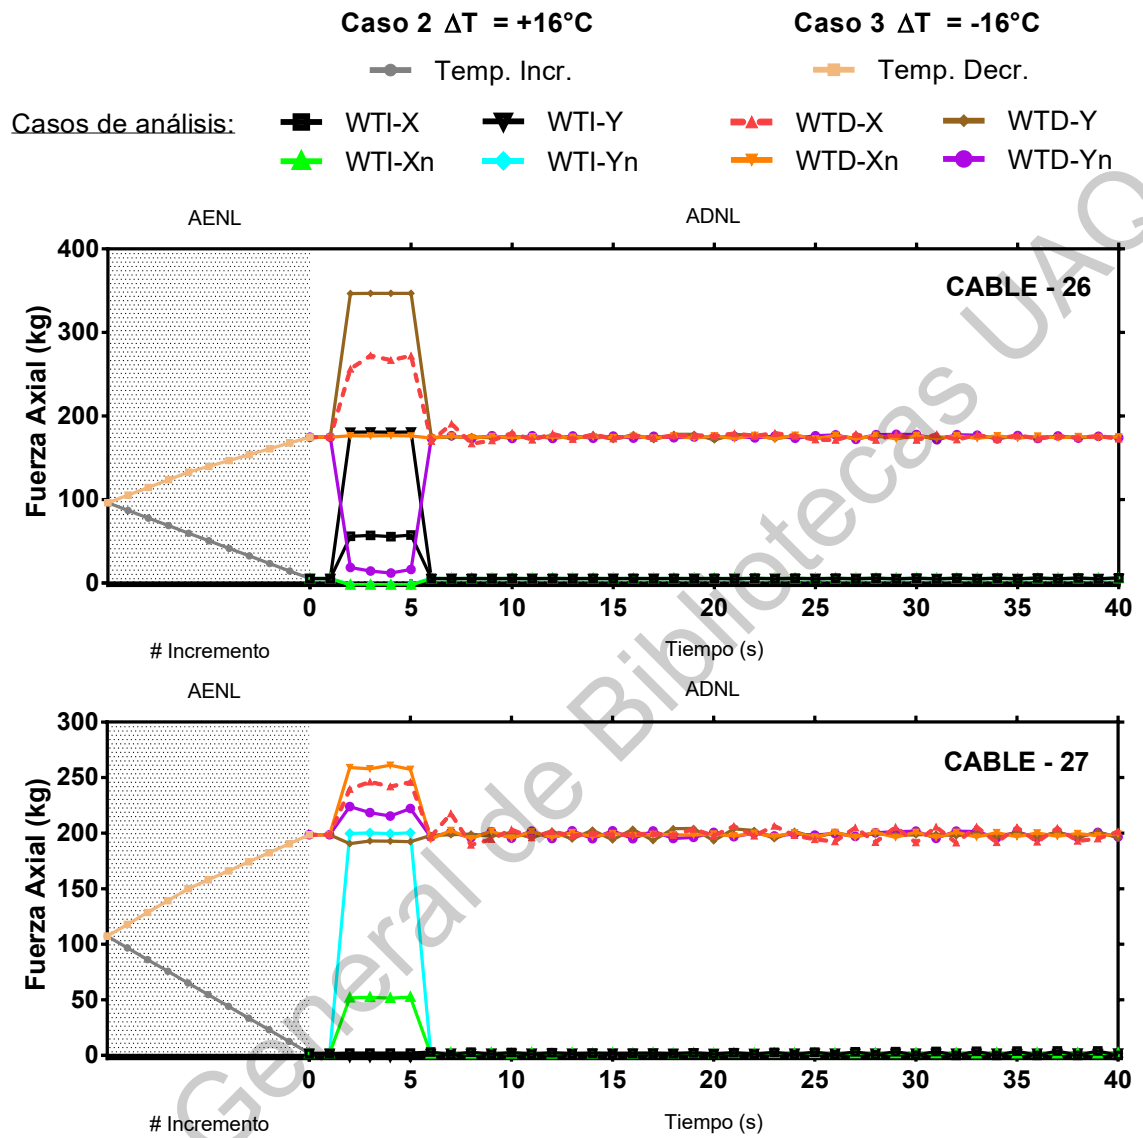 Caso 2 ΔT = +16°C Caso 3 ΔT = -16°C
Temp. Incr. Temp. Decr.
Casos de análisis: WTI-X WTI-Y WTD-X WTD-Y
WTI-Xn WTI-Yn WTD-Xn WTD-Yn
AENL ADNL
CABLE - 26
Fuerza Axial (kg)
400
300
200
100
0
0 5 10 15 20 25 30 35 40
# Incremento Tiempo (s)
AENL ADNL
CABLE - 27
Fuerza Axial (kg)
300
250
200
150
100
50
0
0 5 10 15 20 25 30 35 40
# Incremento Tiempo (s)
General de Bibliotecas UAQ